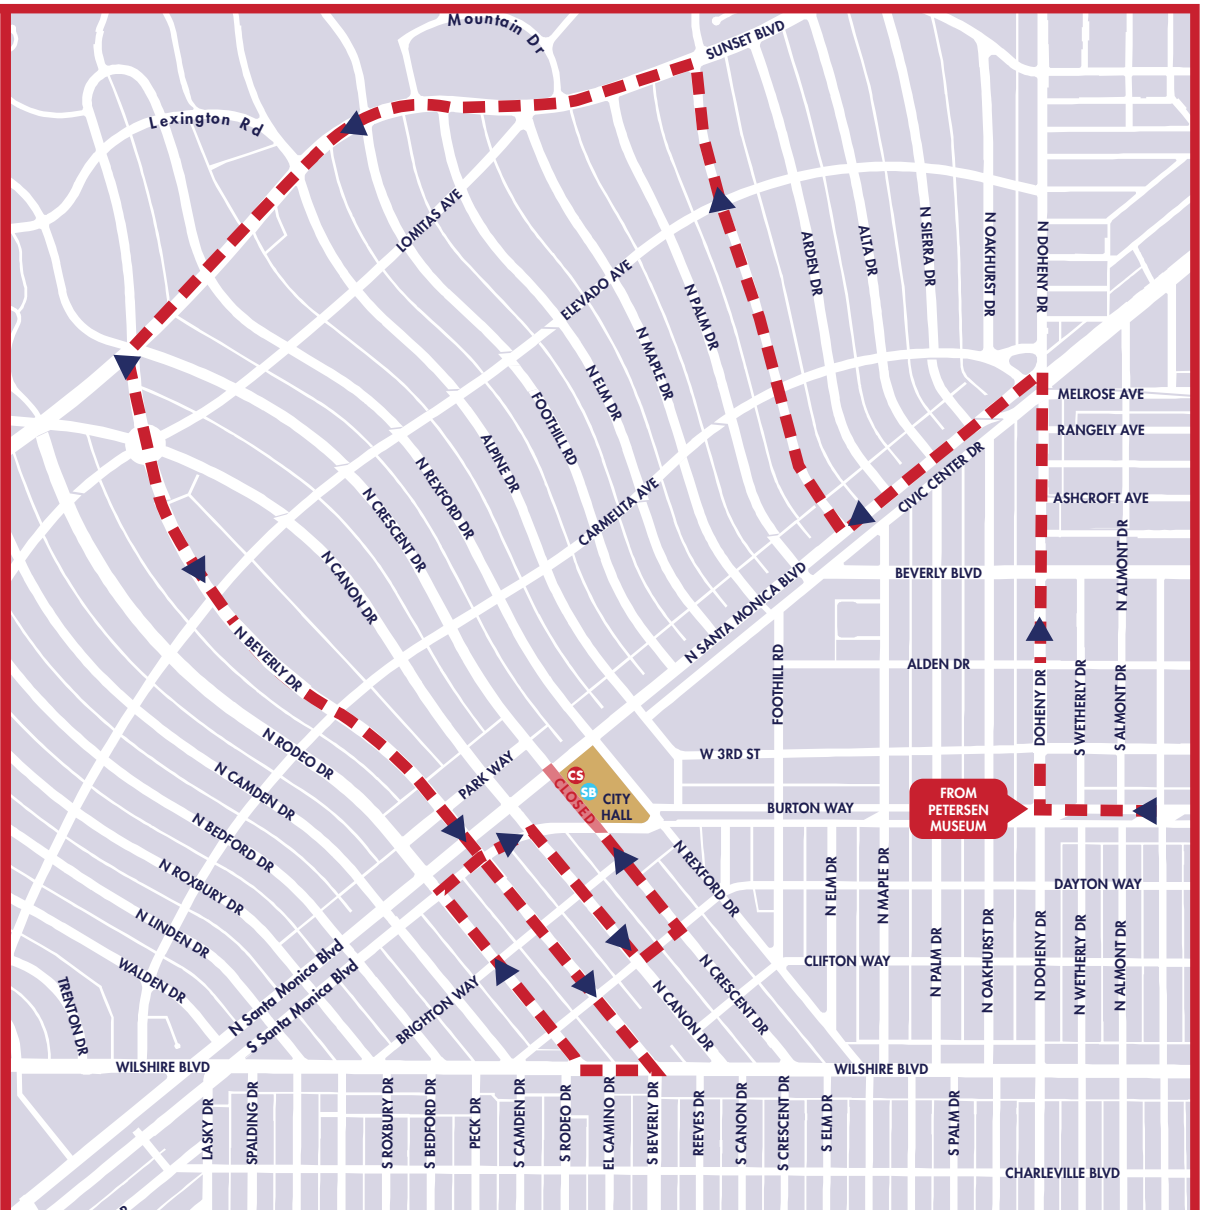 Mountain Dr
SUNSET BLVD
Lexington Rd
LOMITAS AVE
ELEVADO AVE
ARDEN DR
ALTA DR
N SIERRA DR
N OAKHURST DR
N DOHENY DR
N PALM DR
N MAPLE DR
N ELM DR
FOOTHILL RD
ALPINE DR
N REXFORD DR
N CRESCENT DR
N CANON DR
CARMELITA AVE
CIVIC CENTER DR
MELROSE AVE
RANGELY AVE
ASHCROFT AVE
N ALMONT DR
BEVERLY BLVD
N SANTA MONICA BLVD
ALDEN DR
FOOTHILL RD
DOHENY DR
S WETHERLY DR
S ALMONT DR
N BEVERLY DR
N RODEO DR
N CAMDEN DR
N BEDFORD DR
N ROXBURY DR
N LINDEN DR
WALDEN DR
TRENTON DR
PARK WAY
W 3RD ST
CS
SB
CLOSED
CITY
HALL
BURTON WAY
FROM
PETERSEN
MUSEUM
N REXFORD DR
N ELM DR
N MAPLE DR
DAYTON WAY
CLIFTON WAY
N PALM DR
N OAKHURST DR
N DOHENY DR
N WETHERLY DR
N ALMONT DR
N CRESCENT DR
N CANON DR
BRIGHTON WAY
N Santa Monica Blvd
S Santa Monica Blvd
WILSHIRE BLVD
WILSHIRE BLVD
LASKY DR
SPALDING DR
S ROXBURY DR
S BEDFORD DR
PECK DR
S CAMDEN DR
S RODEO DR
EL CAMINO DR
S BEVERLY DR
REEVES DR
S CANON DR
S CRESCENT DR
S ELM DR
S PALM DR
CHARLEVILLE BLVD